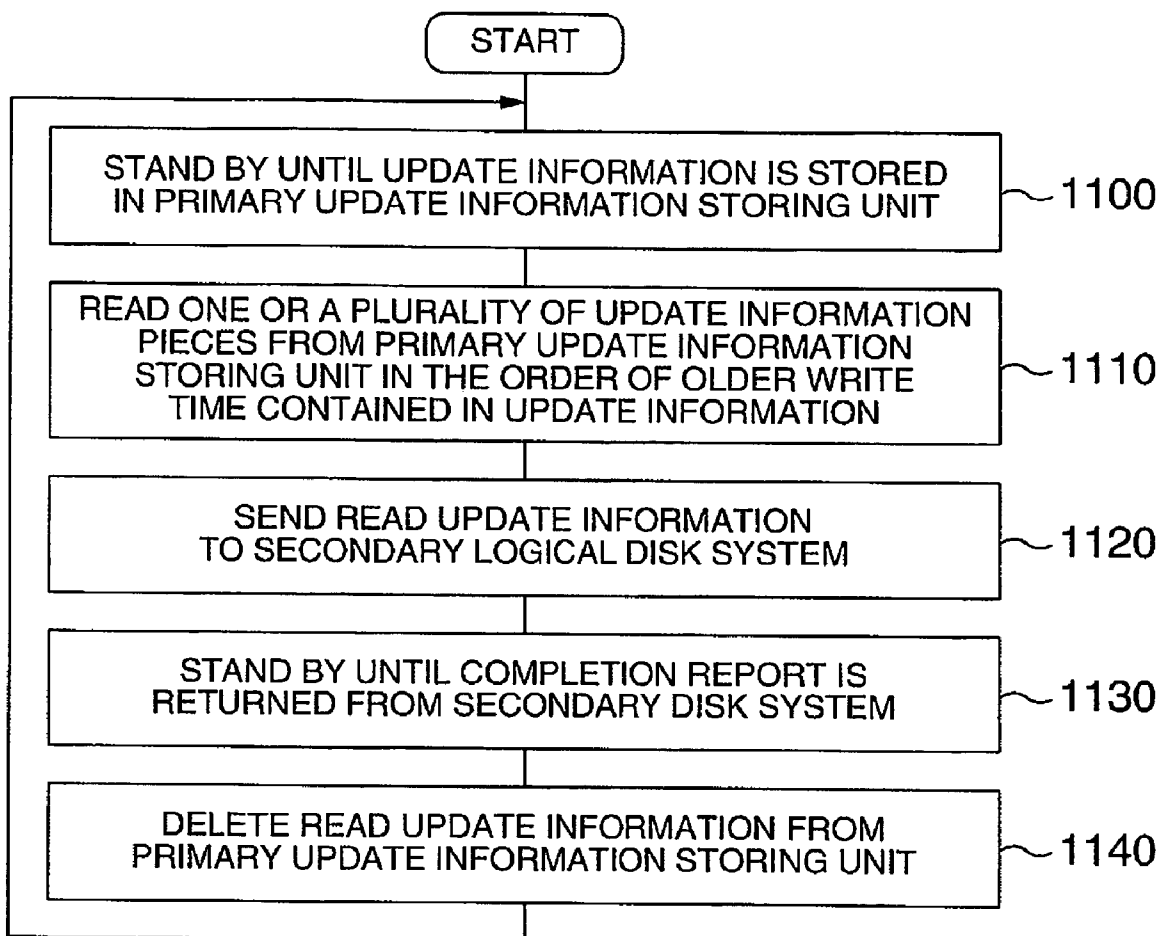 START
STAND BY UNTIL UPDATE INFORMATION IS STORED
IN PRIMARY UPDATE INFORMATION STORING UNIT
1100
READ ONE OR A PLURALITY OF UPDATE INFORMATION
PIECES FROM PRIMARY UPDATE INFORMATION
STORING UNIT IN THE ORDER OF OLDER WRITE
TIME CONTAINED IN UPDATE INFORMATION
1110
SEND READ UPDATE INFORMATION
TO SECONDARY LOGICAL DISK SYSTEM
1120
STAND BY UNTIL COMPLETION REPORT IS
RETURNED FROM SECONDARY DISK SYSTEM
1130
DELETE READ UPDATE INFORMATION FROM
PRIMARY UPDATE INFORMATION STORING UNIT
1140